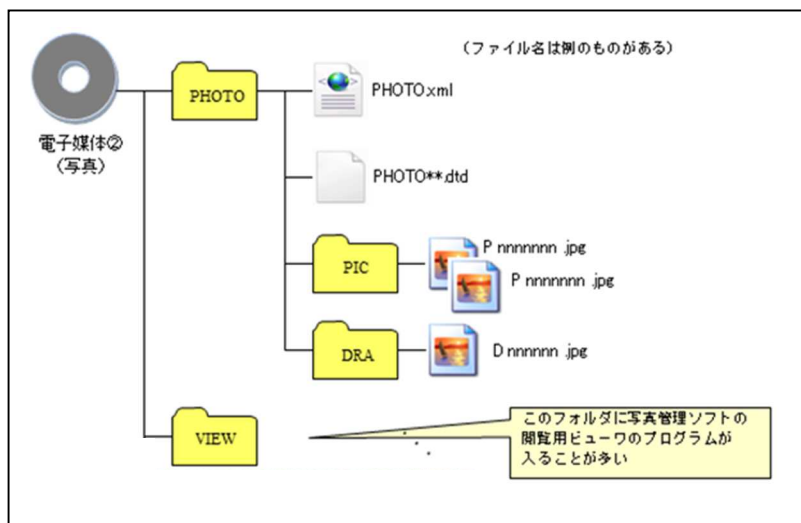 (ファイル名は例のものがある)
電子媒体②
(写真)
PHOTO
PHOTO.xml
PHOTO**.dtd
PIC
P nnnnnnn .jpg
P nnnnnnn .jpg
DRA
D nnnnnn .jpg
VIEW
このフォルダに写真管理ソフトの
閲覧用ビューワのプログラムが
入ることが多い